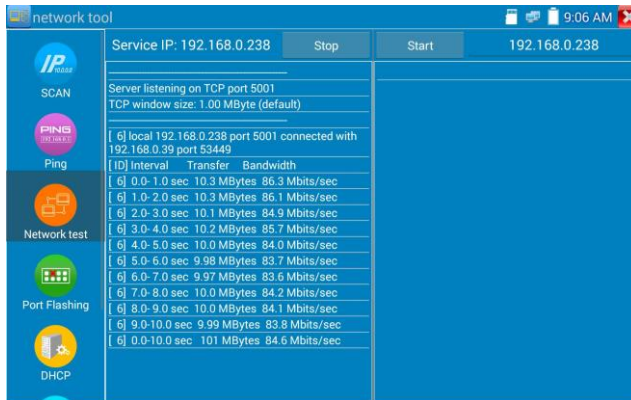 network tool
9:06 AM
IP
SCAN
PING
Ping
Network test
Port Flashing
DHCP
Service IP: 192.168.0.238
Stop
Start
192.168.0.238
Server listening on TCP port 5001
TCP window size: 1.00 MByte (default)
[ 6] local 192.168.0.238 port 5001 connected with
192.168.0.39 port 53449
[ ID] Interval Transfer Bandwidth
[ 6] 0.0- 1.0 sec 10.3 MBytes 86.3 Mbits/sec
[ 6] 1.0- 2.0 sec 10.3 MBytes 86.1 Mbits/sec
[ 6] 2.0- 3.0 sec 10.1 MBytes 84.9 Mbits/sec
[ 6] 3.0- 4.0 sec 10.2 MBytes 85.7 Mbits/sec
[ 6] 4.0- 5.0 sec 10.0 MBytes 84.0 Mbits/sec
[ 6] 5.0- 6.0 sec 9.98 MBytes 83.7 Mbits/sec
[ 6] 6.0- 7.0 sec 9.97 MBytes 83.6 Mbits/sec
[ 6] 7.0- 8.0 sec 10.0 MBytes 84.2 Mbits/sec
[ 6] 8.0- 9.0 sec 10.0 MBytes 84.1 Mbits/sec
[ 6] 9.0-10.0 sec 9.99 MBytes 83.8 Mbits/sec
[ 6] 0.0-10.0 sec 101 MBytes 84.6 Mbits/sec